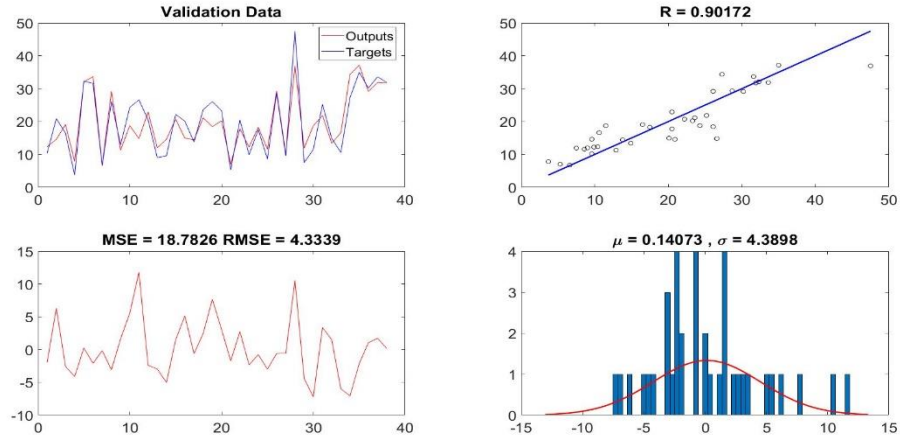 Validation Data
50
40
30
20
10
0
0 10 20 30 40
Outputs
Targets
R = 0.90172
50
40
30
20
10
0
0 10 20 30 40 50
MSE = 18.7826 RMSE = 4.3339
15
10
5
0
-5
-10
0 10 20 30 40
μ = 0.14073 , σ = 4.3898
4
3
2
1
0
-15 -10 -5 0 5 10 15